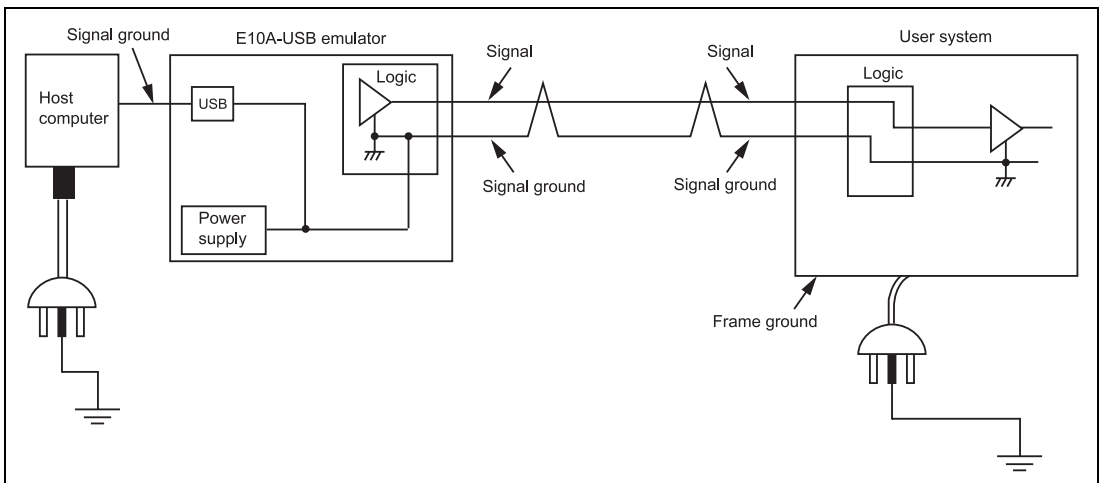 Signal ground
E10A-USB emulator
User system
Host
computer
USB
Logic
Signal
Signal
Logic
Signal ground
Signal ground
Power
supply
Frame ground